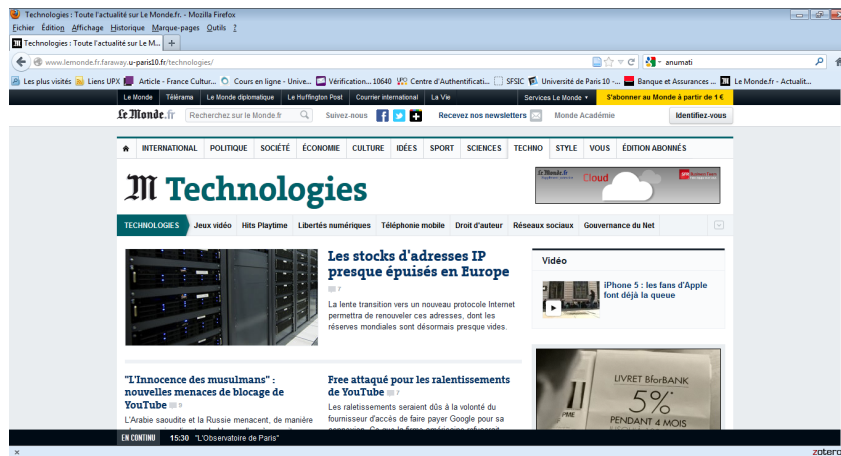 Technologies : Toute l'actualité sur Le Monde.fr. - Mozilla Firefox
Fichier Édition Affichage Historique Marque-pages Outils ?
Technologies : Toute l'actualité sur Le M... +
www.lemonde.fr.faraway.u-paris10.fr/technologies/ anumati
Les plus visités Liens UPX Article - France Cultur... Cours en ligne - Unive... Vérification... 10640 Centre d'Authentificati... SFSIC Université de Paris 10 -... Banque et Assurances ... Le Monde.fr - Actualit...
Le Monde Télérama Le Monde diplomatique Le Huffington Post Courrier international La Vie Services Le Monde S'abonner au Monde à partir de 1 €
Le Monde.fr Recherchez sur le Monde.fr Suivez-nous Recevez nos newsletters Monde Académie Identifiez-vous
INTERNATIONAL POLITIQUE SOCIÉTÉ ÉCONOMIE CULTURE IDÉES SPORT SCIENCES TECHNO STYLE VOUS ÉDITION ABONNÉS
M Technologies
Le Monde.fr Cloud
TECHNOLOGIES Jeux vidéo Hits Playtime Libertés numériques Téléphonie mobile Droit d'auteur Réseaux sociaux Gouvernance du Net
Les stocks d'adresses IP
presque épuisés en Europe
7
La lente transition vers un nouveau protocole Internet
permettra de renouveler ces adresses, dont les
réserves mondiales sont désormais presque vides.
Vidéo
iPhone 5 : les fans d'Apple
font déjà la queue
"L'Innocence des musulmans" :
nouvelles menaces de blocage de
YouTube 9
L'Arabie saoudite et la Russie menacent, de manière
Free attaqué pour les ralentissements
de YouTube 7
Les raletissements seraient dûs à la volonté du
fournisseur d'accès de faire payer Google pour sa
LIVRET BforBANK
5%
PME
PENDANT 4 MOIS
EN CONTINU 15:30 "L'Observatoire de Paris"
× zotero